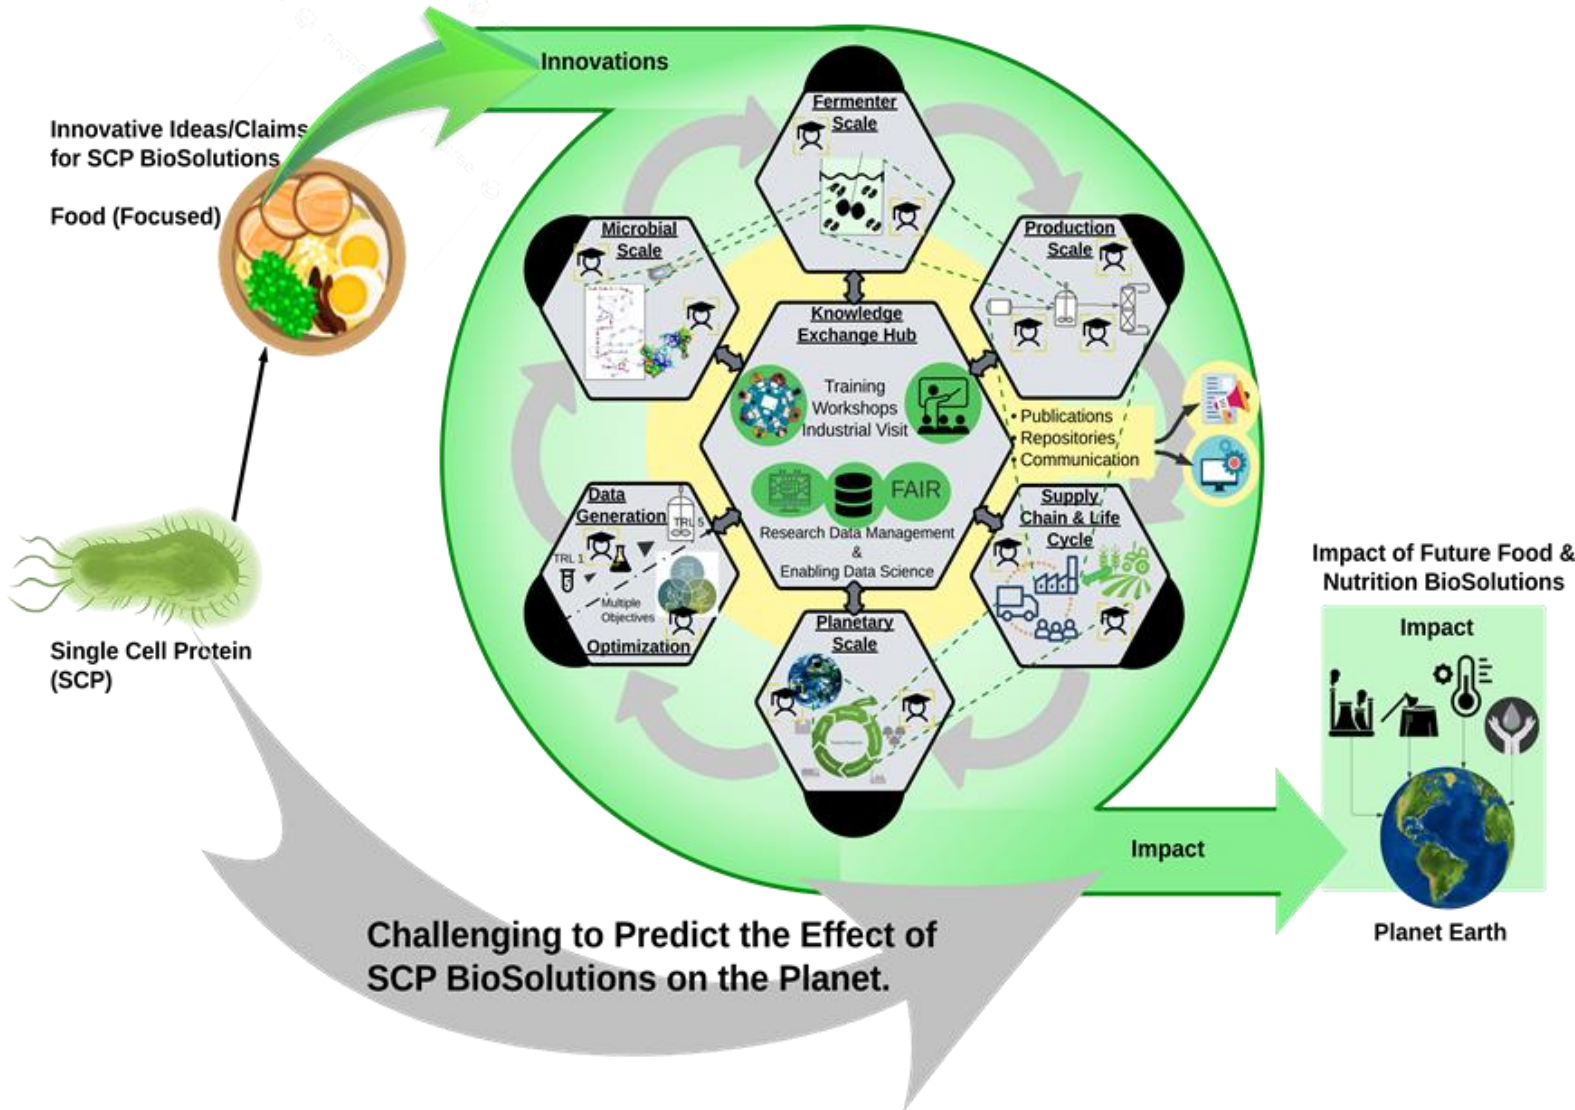 Innovations
Innovative Ideas/Claims
for SCP BioSolutions
Food (Focused)
Fermenter
Scale
Microbial
Scale
Production
Scale
Knowledge
Exchange Hub
Training
Workshops
Industrial Visit
• Publications
• Repositories
• Communication
FAIR
Research Data Management
&
Enabling Data Science
Data
Generation
TRL 5
TRL 1
Multiple
Objectives
Optimization
Supply
Chain & Life
Cycle
Planetary
Scale
Single Cell Protein
(SCP)
Impact of Future Food &
Nutrition BioSolutions
Impact
Impact
Planet Earth
Challenging to Predict the Effect of
SCP BioSolutions on the Planet.